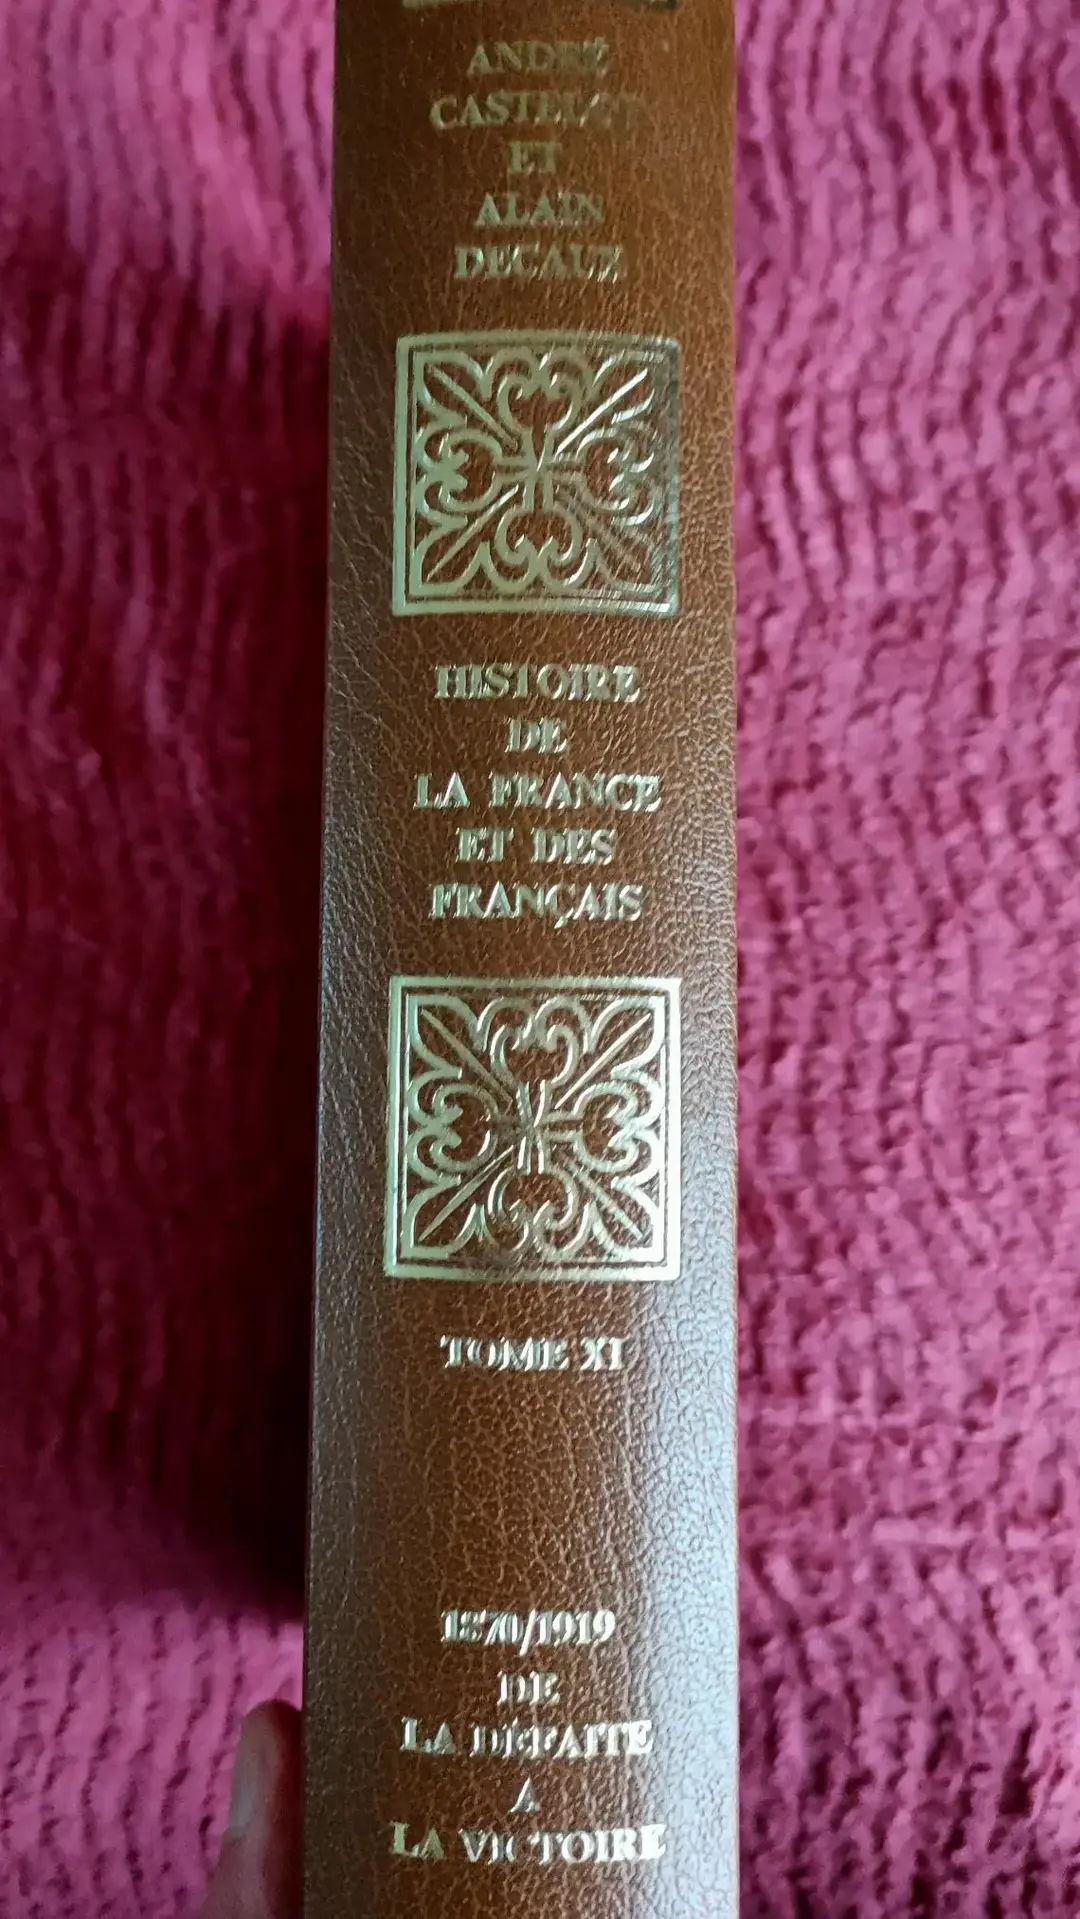 ANDRÉ
CASTELOT
ET
ALAIN
DECAUX
HISTOIRE
DE
LA FRANCE
ET DES
FRANÇAIS
TOME XI
1870/1919
DE
LA DÉFAITE
A
LA VICTOIRE